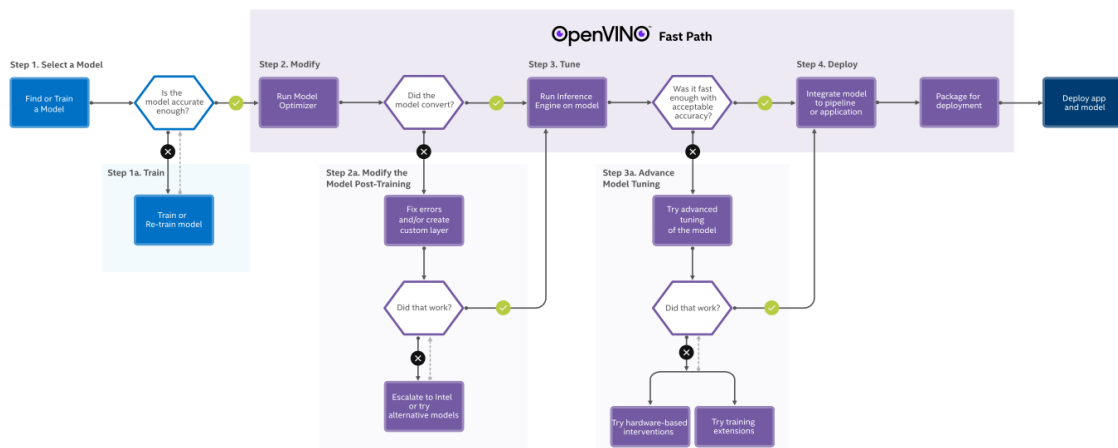 OpenVINO™ Fast Path
Step 1. Select a Model
Step 2. Modify
Step 3. Tune
Step 4. Deploy
Find or Train
a Model
Is the
model accurate
enough?
Run Model
Optimizer
Did the
model convert?
Run Inference
Engine on model
Was it fast
enough with
acceptable
accuracy?
Integrate model
to pipeline
or application
Package for
deployment
Deploy app
and model
Step 1a. Train
Train or
Re-train model
Step 2a. Modify the
Model Post-Training
Fix errors
and/or create
custom layer
Did that work?
Escalate to Intel
or try
alternative models
Step 3a. Advance
Model Tuning
Try advanced
tuning
of the model
Did that work?
Try hardware-based
interventions
Try training
extensions